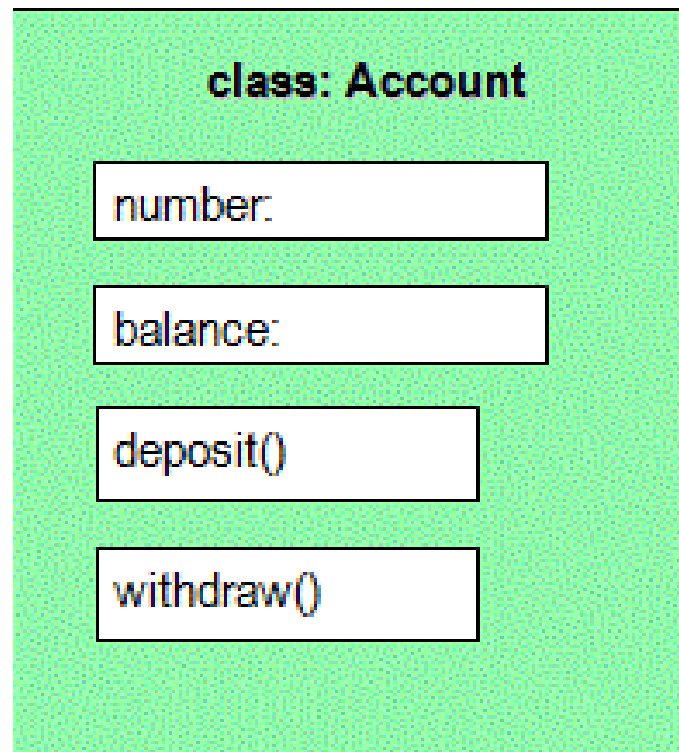 class: Account
number:
balance:
deposit()
withdraw()